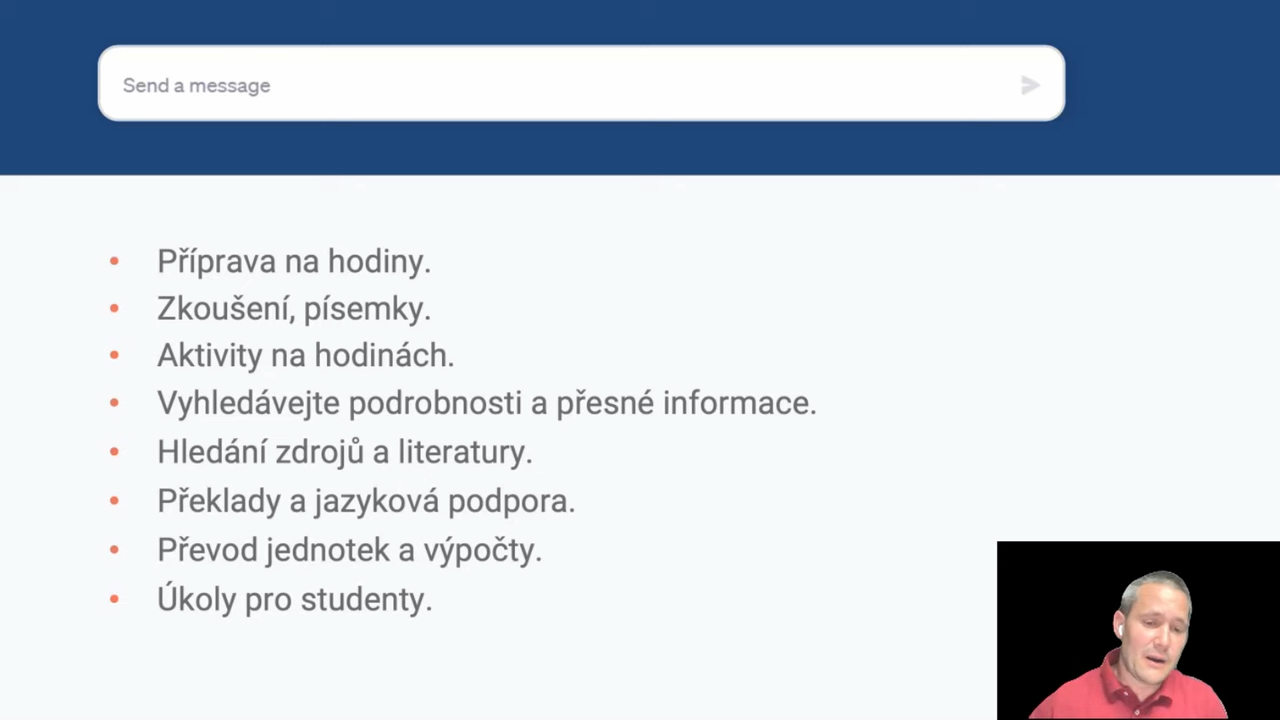 Send a message
Příprava na hodiny.
Zkoušení, písemky.
Aktivity na hodinách.
Vyhledávejte podrobnosti a přesné informace.
Hledání zdrojů a literatury.
Překlady a jazyková podpora.
Převod jednotek a výpočty.
Úkoly pro studenty.